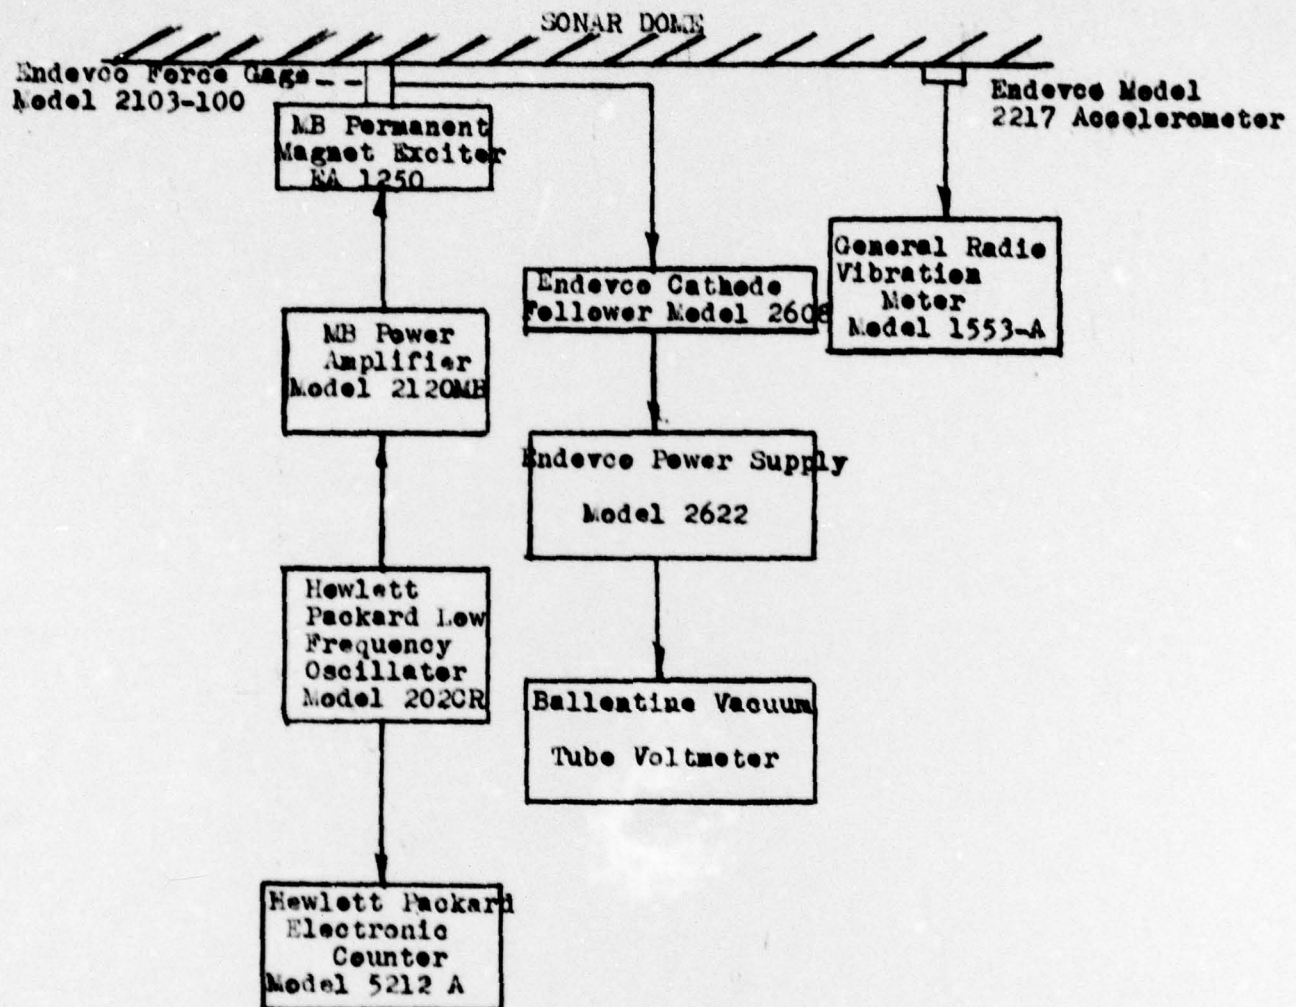 SONAR DOME
Endevco Force Gage
Model 2103-100
Endevco Model
2217 Accelerometer
MB Permanent
Magnet Exciter
EA 1250
General Radio
Vibration
Meter
Model 1553-A
Endevco Cathode
Follower Model 2608
MB Power
Amplifier
Model 2120MB
Endevco Power Supply
Model 2622
Hewlett
Packard Low
Frequency
Oscillator
Model 202CR
Ballentine Vacuum
Tube Voltmeter
Hewlett Packard
Electronic
Counter
Model 5212 A